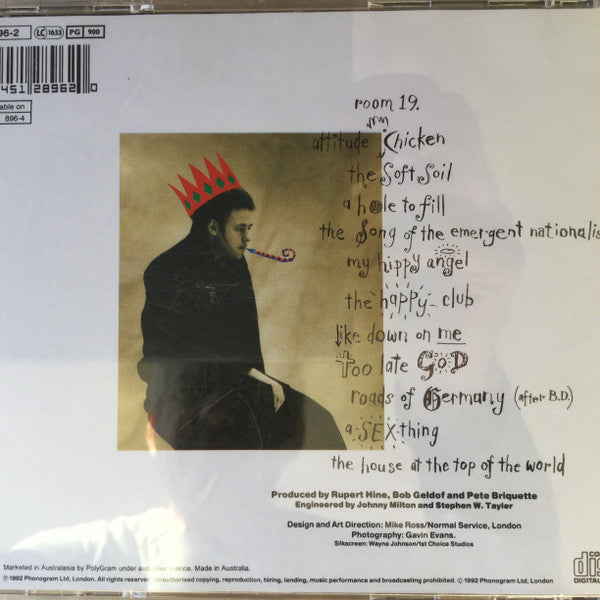 96-2 LC 1633 PG 900
451 28962 0
able on
896-4
room 19.
attitude Chicken
the Soft Soil
a hole to fill
the Song of the emergent nationalis
my hippy angel
the happy club
like down on me
too late GOD
roads of Germany (after B.D.)
a SEX thing
the house at the top of the world
Produced by Rupert Hine, Bob Geldof and Pete Briquette
Engineered by Johnny Milton and Stephen W. Tayler
Design and Art Direction: Mike Ross/Normal Service, London
Photography: Gavin Evans.
Silkscreen: Wayne Johnson/1st Choice Studios
Marketed in Australasia by PolyGram under exclusive licence. Made in Australia.
℗ 1992 Phonogram Ltd, London. All rights reserved. Unauthorised copying, reproduction, hiring, lending, music performance and broadcasting prohibited. © 1992 Phonogram Ltd, London
CO
dis
DIGITAL